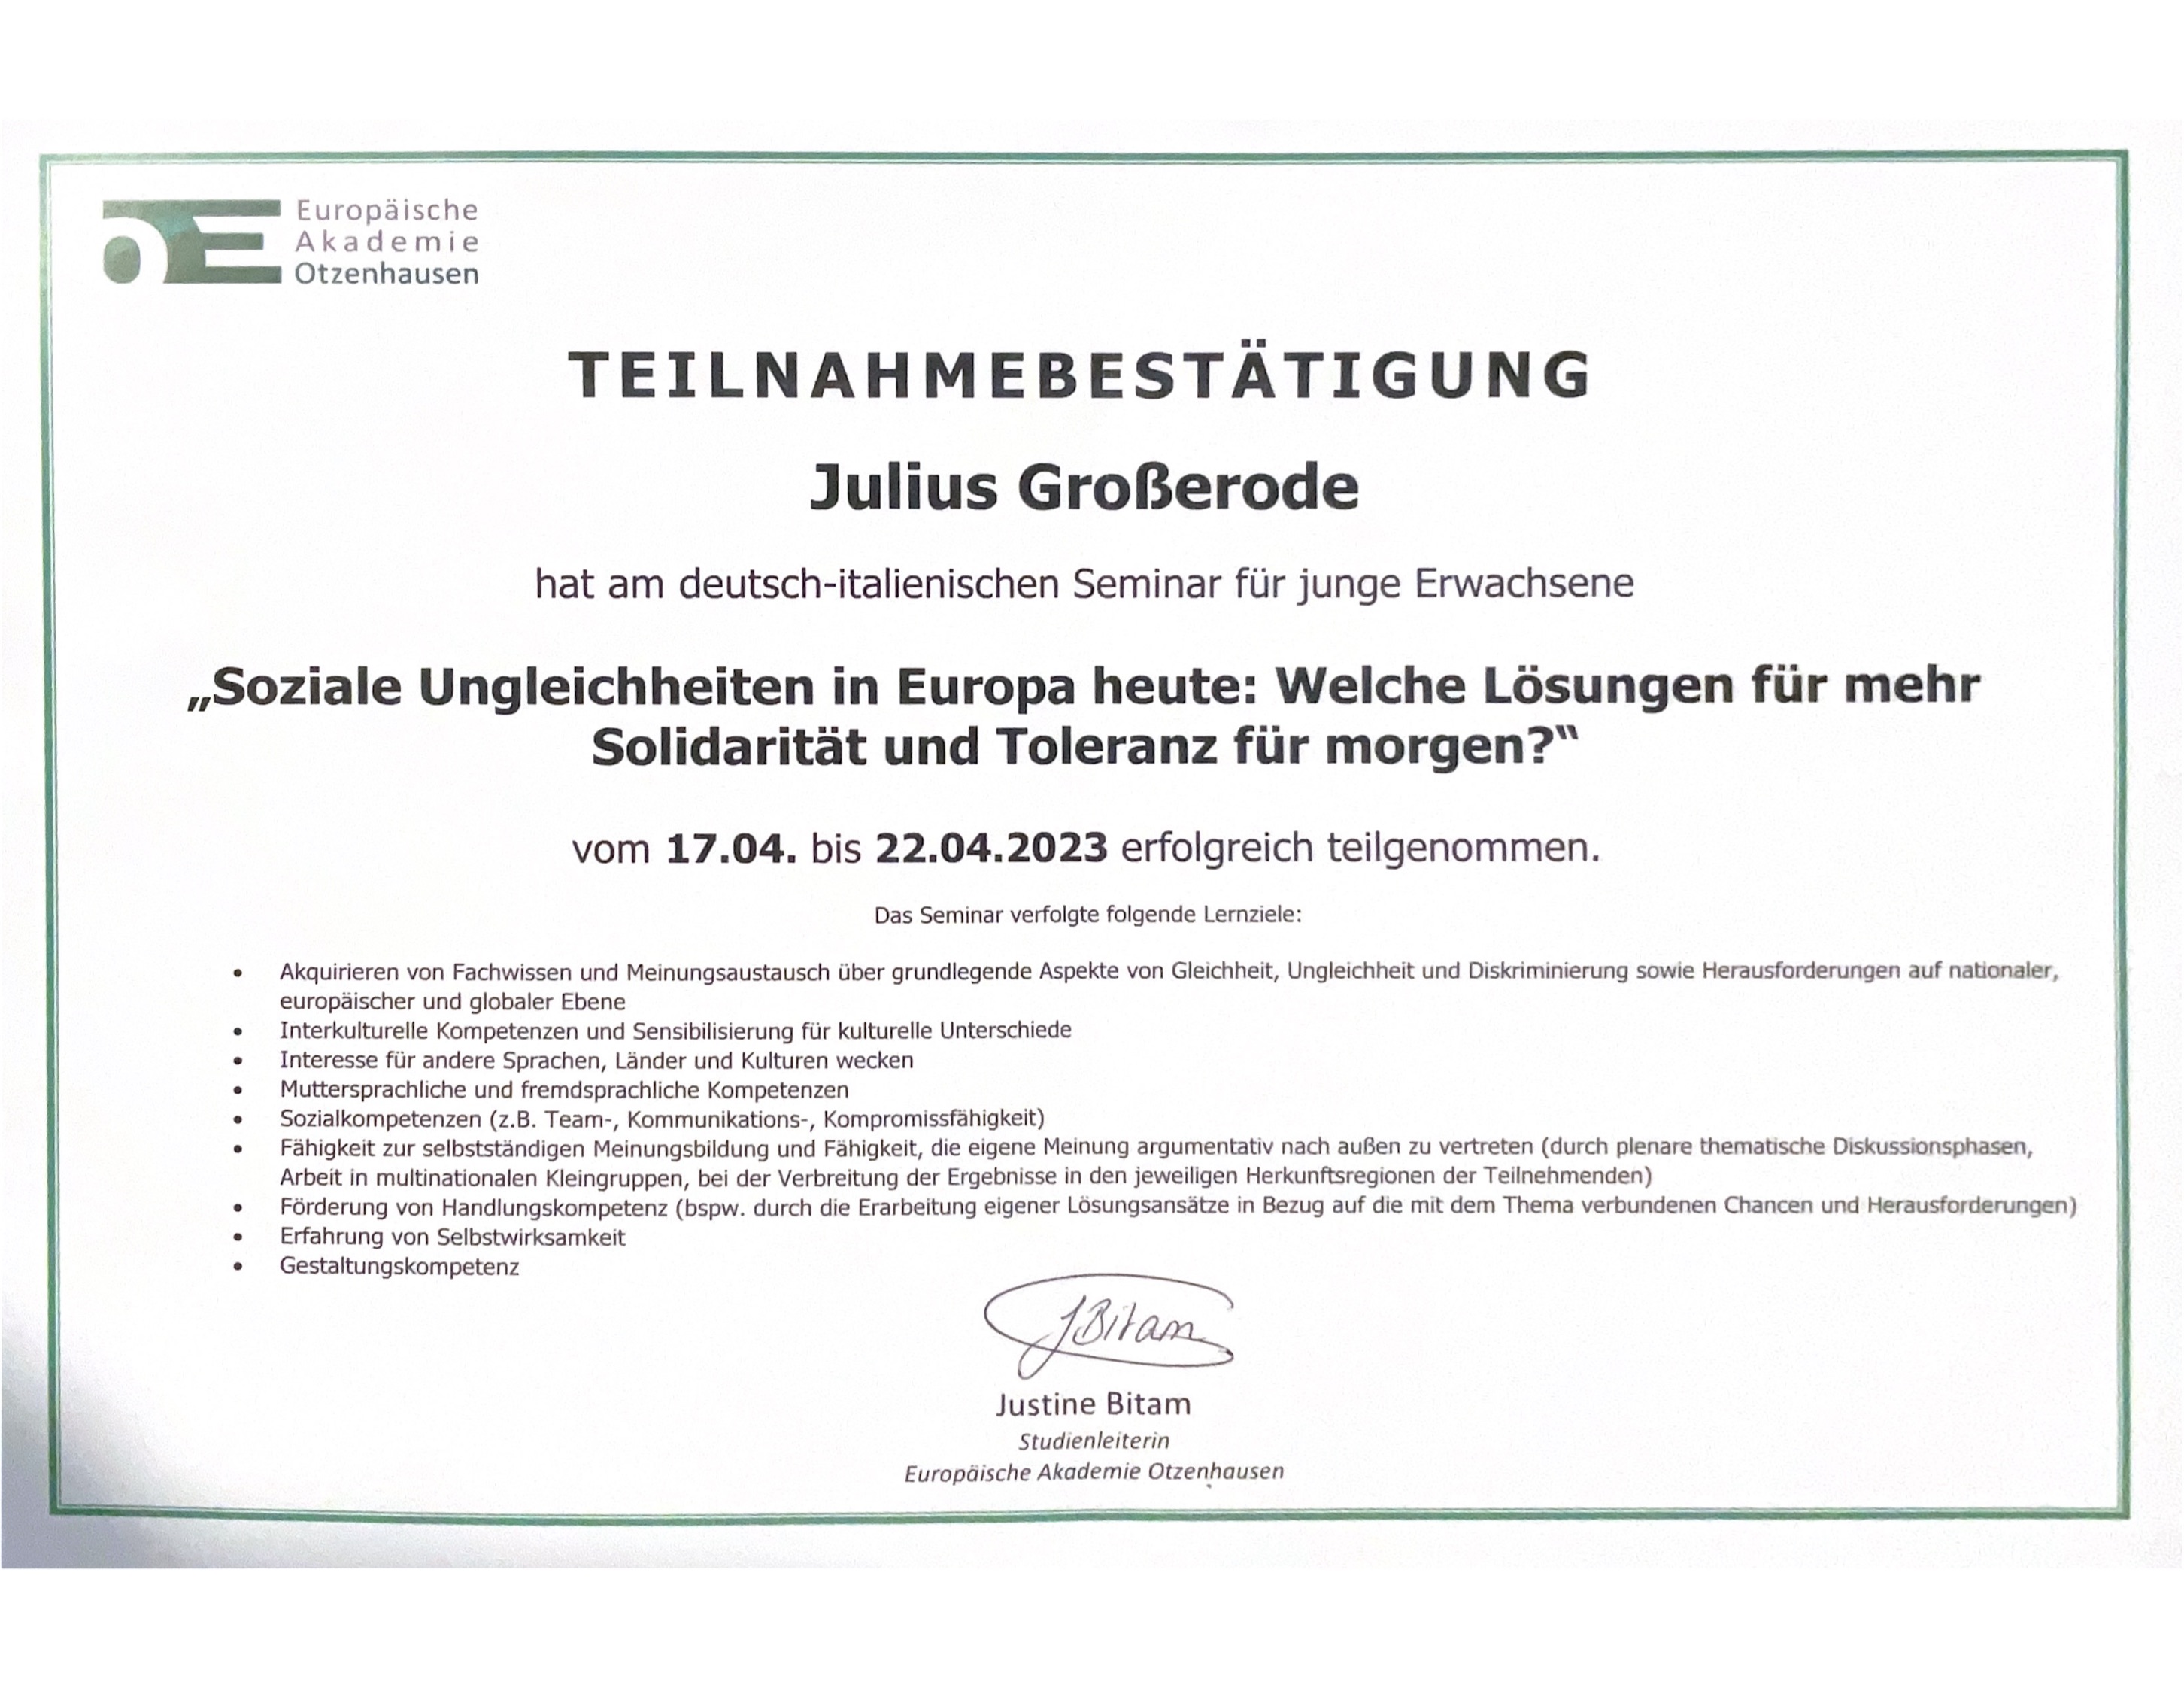 Europäische
Akademie
Otzenhausen
TEILNAHMEBESTÄTIGUNG
Julius Großerode
hat am deutsch-italienischen Seminar für junge Erwachsene
„Soziale Ungleichheiten in Europa heute: Welche Lösungen für mehr
Solidarität und Toleranz für morgen?“
vom 17.04. bis 22.04.2023 erfolgreich teilgenommen.
Das Seminar verfolgte folgende Lernziele:
• Akquirieren von Fachwissen und Meinungsaustausch über grundlegende Aspekte von Gleichheit, Ungleichheit und Diskriminierung sowie Herausforderungen auf nationaler,
europäischer und globaler Ebene
• Interkulturelle Kompetenzen und Sensibilisierung für kulturelle Unterschiede
• Interesse für andere Sprachen, Länder und Kulturen wecken
• Muttersprachliche und fremdsprachliche Kompetenzen
• Sozialkompetenzen (z.B. Team-, Kommunikations-, Kompromissfähigkeit)
• Fähigkeit zur selbstständigen Meinungsbildung und Fähigkeit, die eigene Meinung argumentativ nach außen zu vertreten (durch plenare thematische Diskussionsphasen,
Arbeit in multinationalen Kleingruppen, bei der Verbreitung der Ergebnisse in den jeweiligen Herkunftsregionen der Teilnehmenden)
• Förderung von Handlungskompetenz (bspw. durch die Erarbeitung eigener Lösungsansätze in Bezug auf die mit dem Thema verbundenen Chancen und Herausforderungen)
• Erfahrung von Selbstwirksamkeit
• Gestaltungskompetenz
JBitam
Justine Bitam
Studienleiterin
Europäische Akademie Otzenhausen